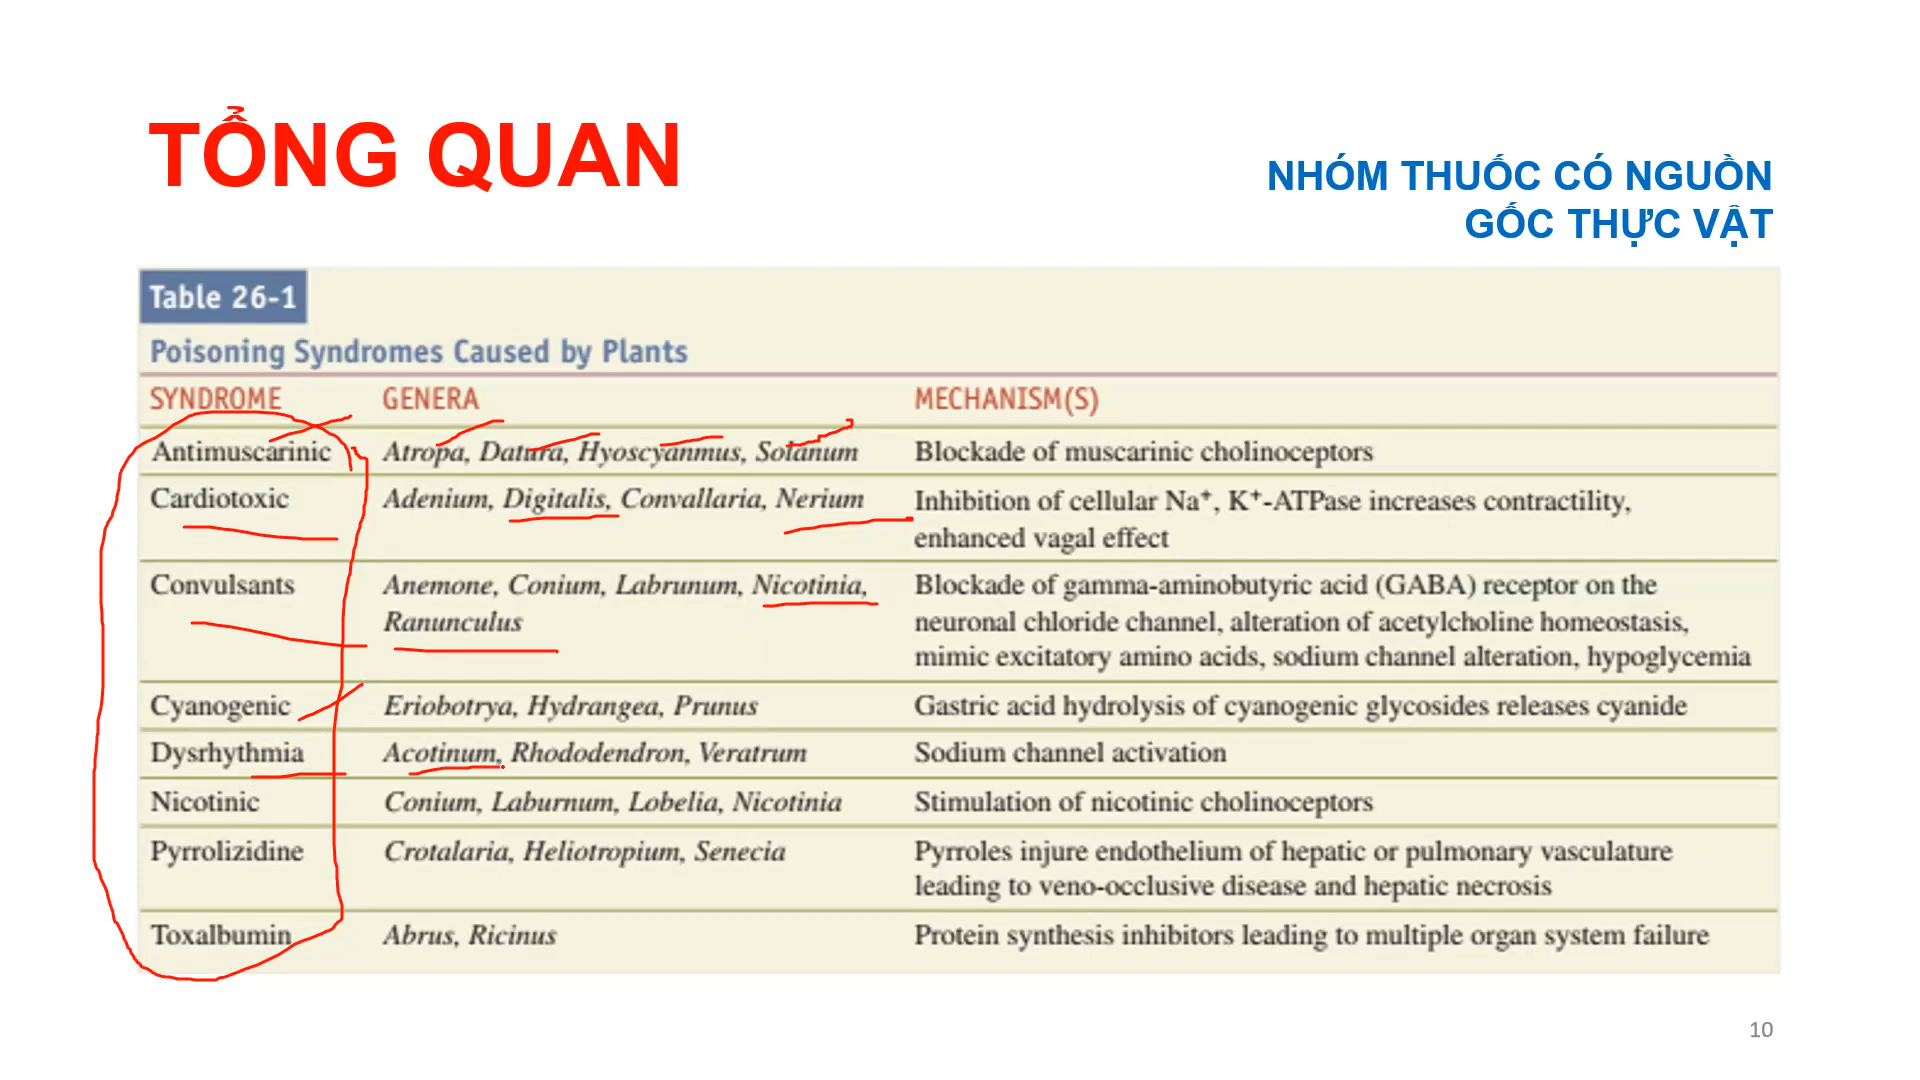 TỔNG QUAN
NHÓM THUỐC CÓ NGUỒN
GỐC THỰC VẬT
Table 26-1
Poisoning Syndromes Caused by Plants
SYNDROME GENERA MECHANISM(S)
Antimuscarinic Atropa, Datura, Hyoscyanmus, Solanum Blockade of muscarinic cholinoceptors
Cardiotoxic Adenium, Digitalis, Convallaria, Nerium Inhibition of cellular Na⁺, K⁺-ATPase increases contractility,
enhanced vagal effect
Convulsants Anemone, Conium, Labrunum, Nicotinia, Blockade of gamma-aminobutyric acid (GABA) receptor on the
Ranunculus neuronal chloride channel, alteration of acetylcholine homeostasis,
mimic excitatory amino acids, sodium channel alteration, hypoglycemia
Cyanogenic Eriobotrya, Hydrangea, Prunus Gastric acid hydrolysis of cyanogenic glycosides releases cyanide
Dysrhythmia Acotinum, Rhododendron, Veratrum Sodium channel activation
Nicotinic Conium, Laburnum, Lobelia, Nicotinia Stimulation of nicotinic cholinoceptors
Pyrrolizidine Crotalaria, Heliotropium, Senecia Pyrroles injure endothelium of hepatic or pulmonary vasculature
leading to veno-occlusive disease and hepatic necrosis
Toxalbumin Abrus, Ricinus Protein synthesis inhibitors leading to multiple organ system failure
10